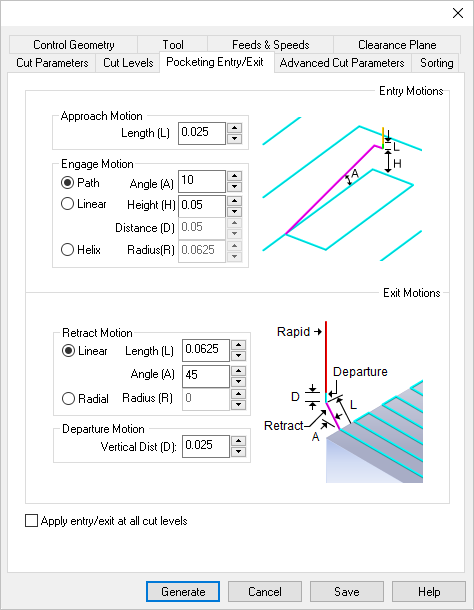 Control Geometry Tool Feeds & Speeds Clearance Plane
Cut Parameters Cut Levels Pocketing Entry/Exit Advanced Cut Parameters Sorting
Entry Motions
Approach Motion
Length (L) 0.025
Engage Motion
Path Angle (A) 10
Linear Height (H) 0.05
Distance (D) 0.05
Helix Radius(R) 0.0625
L
H
A
Exit Motions
Retract Motion
Linear Length (L) 0.0625
Angle (A) 45
Radial Radius (R) 0
Departure Motion
Vertical Dist (D): 0.025
Rapid
Departure
D
L
Retract
A
Apply entry/exit at all cut levels
Generate Cancel Save Help